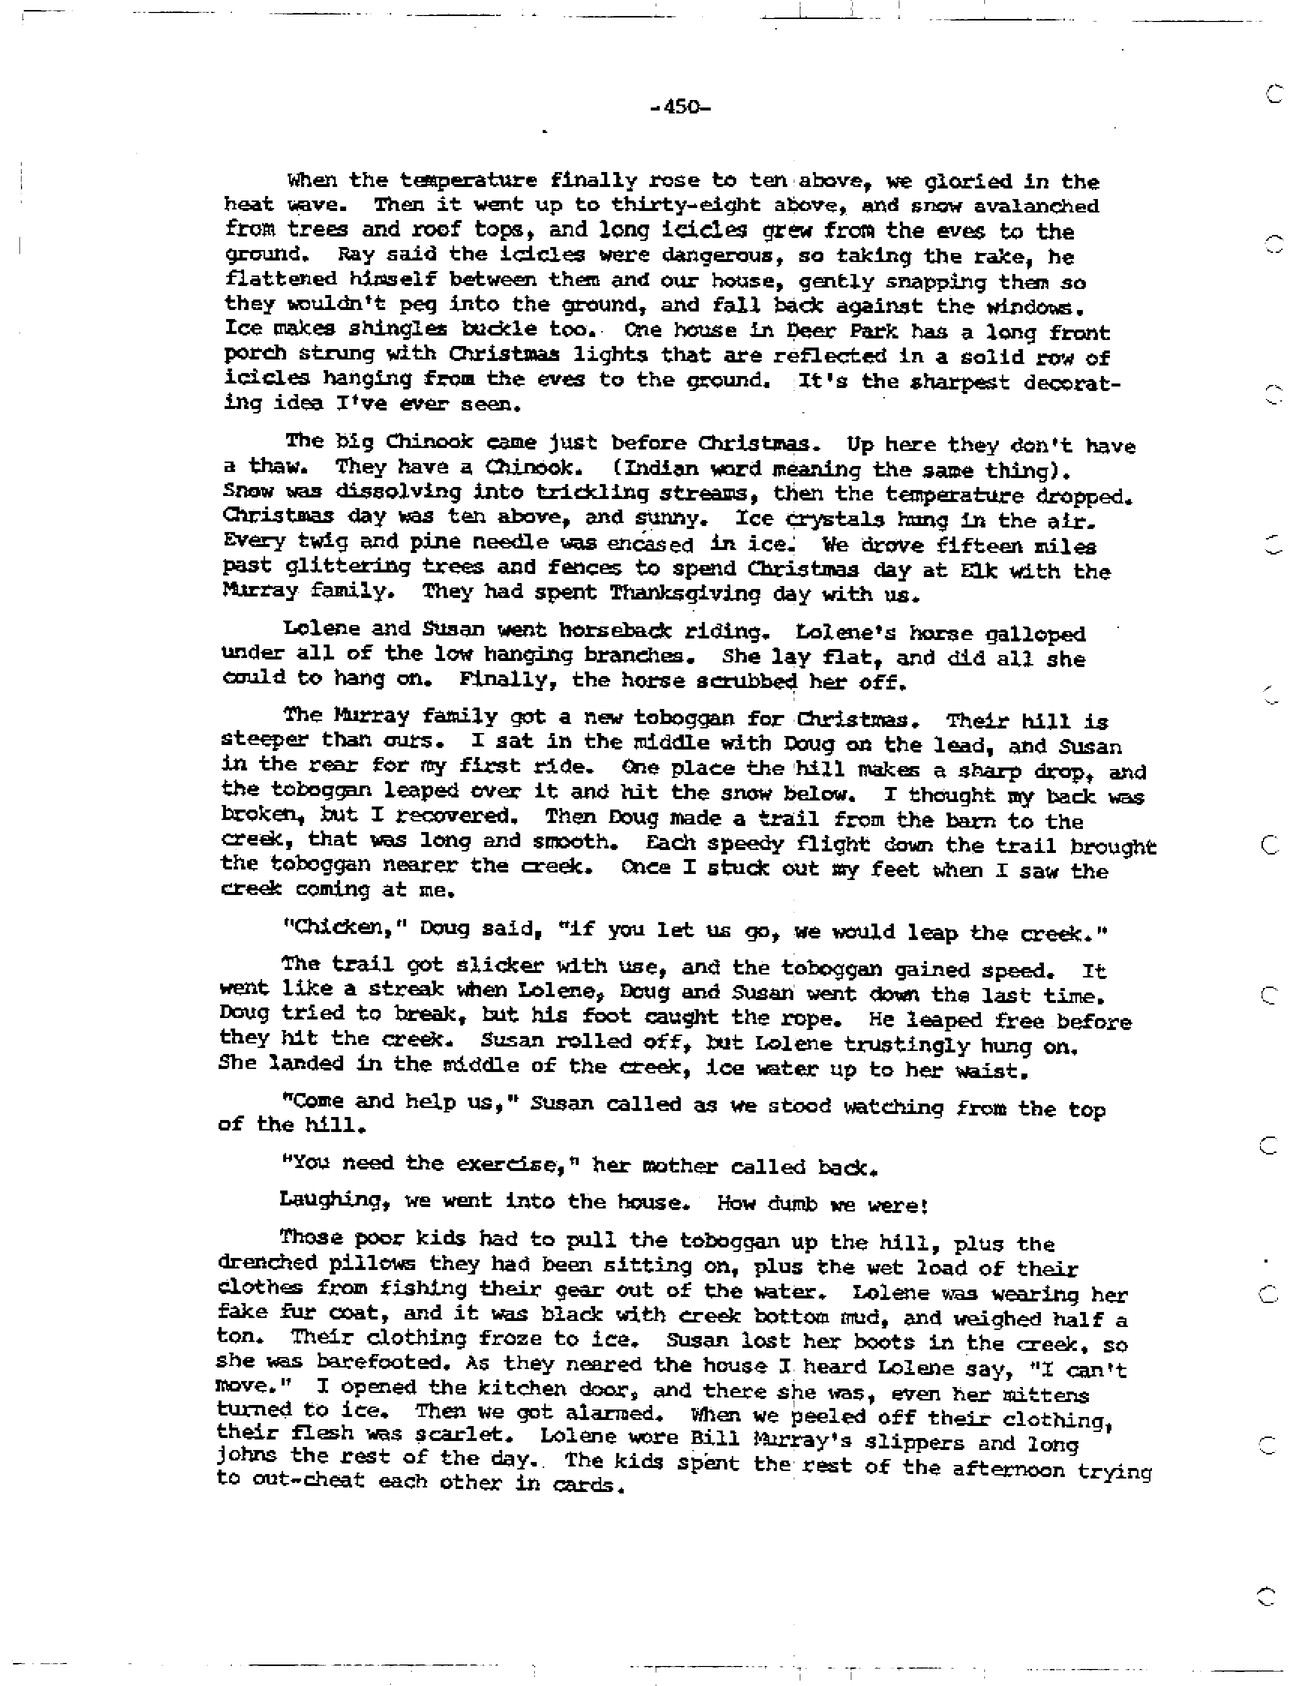 -450-
When the temperature finally rose to ten above, we gloried in the
heat wave. Then it went up to thirty-eight above, and snow avalanched
from trees and roof tops, and long icicles grew from the eves to the
ground. Ray said the icicles were dangerous, so taking the rake, he
flattened himself between them and our house, gently snapping them so
they wouldn't peg into the ground, and fall back against the windows.
Ice makes shingles buckle too. One house in Deer Park has a long front
porch strung with Christmas lights that are reflected in a solid row of
icicles hanging from the eves to the ground. It's the sharpest decorat-
ing idea I've ever seen.
The big Chinook came just before Christmas. Up here they don't have
a thaw. They have a Chinook. (Indian word meaning the same thing).
Snow was dissolving into trickling streams, then the temperature dropped.
Christmas day was ten above, and sunny. Ice crystals hung in the air.
Every twig and pine needle was encased in ice. We drove fifteen miles
past glittering trees and fences to spend Christmas day at Elk with the
Murray family. They had spent Thanksgiving day with us.
Lolene and Susan went horseback riding. Lolene's horse galloped
under all of the low hanging branches. She lay flat, and did all she
could to hang on. Finally, the horse scrubbed her off.
The Murray family got a new toboggan for Christmas. Their hill is
steeper than ours. I sat in the middle with Doug on the lead, and Susan
in the rear for my first ride. One place the hill makes a sharp drop, and
the toboggan leaped over it and hit the snow below. I thought my back was
broken, but I recovered. Then Doug made a trail from the barn to the
creek, that was long and smooth. Each speedy flight down the trail brought
the toboggan nearer the creek. Once I stuck out my feet when I saw the
creek coming at me.
"Chicken," Doug said, "if you let us go, we would leap the creek."
The trail got slicker with use, and the toboggan gained speed. It
went like a streak when Lolene, Doug and Susan went down the last time.
Doug tried to break, but his foot caught the rope. He leaped free before
they hit the creek. Susan rolled off, but Lolene trustingly hung on.
She landed in the middle of the creek, ice water up to her waist.
"Come and help us," Susan called as we stood watching from the top
of the hill.
"You need the exercise," her mother called back.
Laughing, we went into the house. How dumb we were!
Those poor kids had to pull the toboggan up the hill, plus the
drenched pillows they had been sitting on, plus the wet load of their
clothes from fishing their gear out of the water. Lolene was wearing her
fake fur coat, and it was black with creek bottom mud, and weighed half a
ton. Their clothing froze to ice. Susan lost her boots in the creek, so
she was barefooted. As they neared the house I heard Lolene say, "I can't
move." I opened the kitchen door, and there she was, even her mittens
turned to ice. Then we got alarmed. When we peeled off their clothing,
their flesh was scarlet. Lolene wore Bill Murray's slippers and long
johns the rest of the day. The kids spent the rest of the afternoon trying
to out-cheat each other in cards.